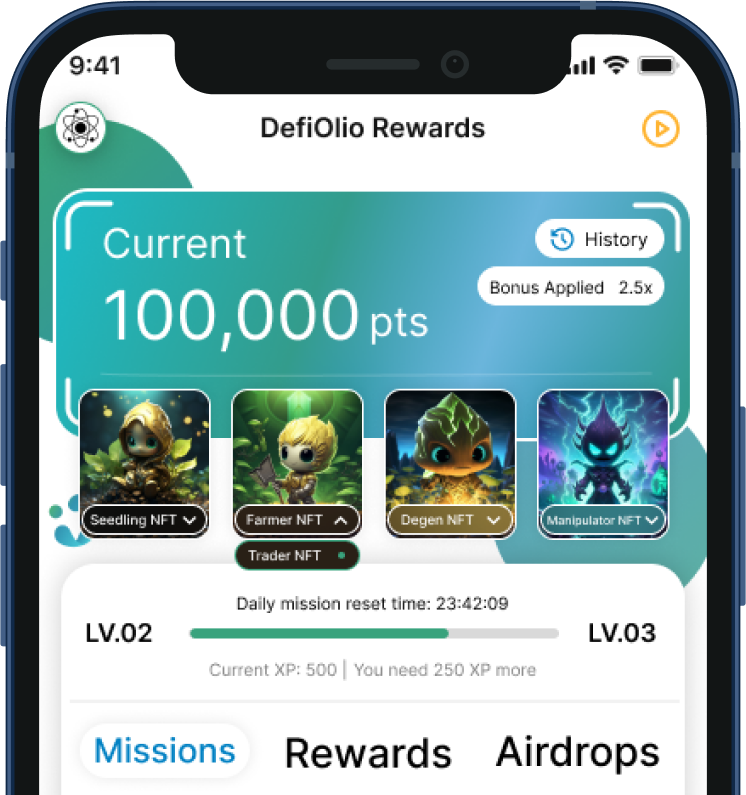 9:41
DefiOlio Rewards
Current
History
Bonus Applied 2.5x
100,000 pts
Seedling NFT
Farmer NFT
Degen NFT
Manipulator NFT
Trader NFT
Daily mission reset time: 23:42:09
LV.02
LV.03
Current XP: 500 | You need 250 XP more
Missions
Rewards
Airdrops